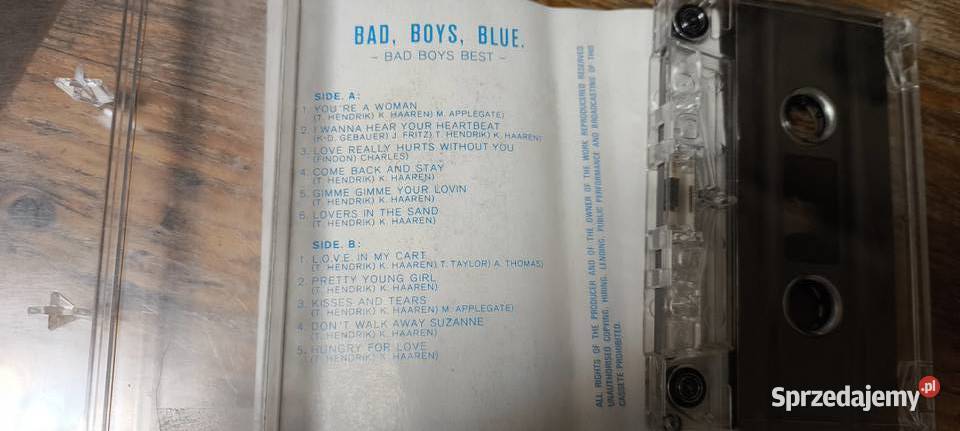 BAD, BOYS, BLUE.
- BAD BOYS BEST -
SIDE. A:
1. YOU'RE A WOMAN
(T. HENDRIK) K. HAAREN) M. APPLEGATE)
2. I WANNA HEAR YOUR HEARTBEAT
(K-D. GEBAUER) J. FRITZ) T. HENDRIK) K. HAAREN)
3. LOVE REALLY HURTS WITHOUT YOU
(FINDON) CHARLES)
4. COME BACK AND STAY
(T. HENDRIK) K. HAAREN)
5. GIMME GIMME YOUR LOVIN
(T. HENDRIK) K. HAAREN)
6. LOVERS IN THE SAND
(T. HENDRIK) K. HAAREN)
SIDE. B:
1. L.O.V.E. IN MY CART
(T. HENDRIK) K. HAAREN) T. TAYLOR) A. THOMAS)
2. PRETTY YOUNG GIRL
(T. HENDRIK) K. HAAREN)
3. KISSES AND TEARS
(T. HENDRIK) K. HAAREN) M. APPLEGATE)
4. DON'T WALK AWAY SUZANNE
(T. HENDRIK) K. HAAREN)
5. HUNGRY FOR LOVE
(T. HENDRIK) K. HAAREN)
ALL RIGHTS OF THE PRODUCER AND OF THE OWNER OF THE WORK REPRODUCERED RESERVED
UNAUTHORISED COPYING, HIRING, LENDING, PUBLIC PERFORMANCE AND BROADCASTING OF THIS
CASSETE PROHIBITED.
Sprzedajemy.pl